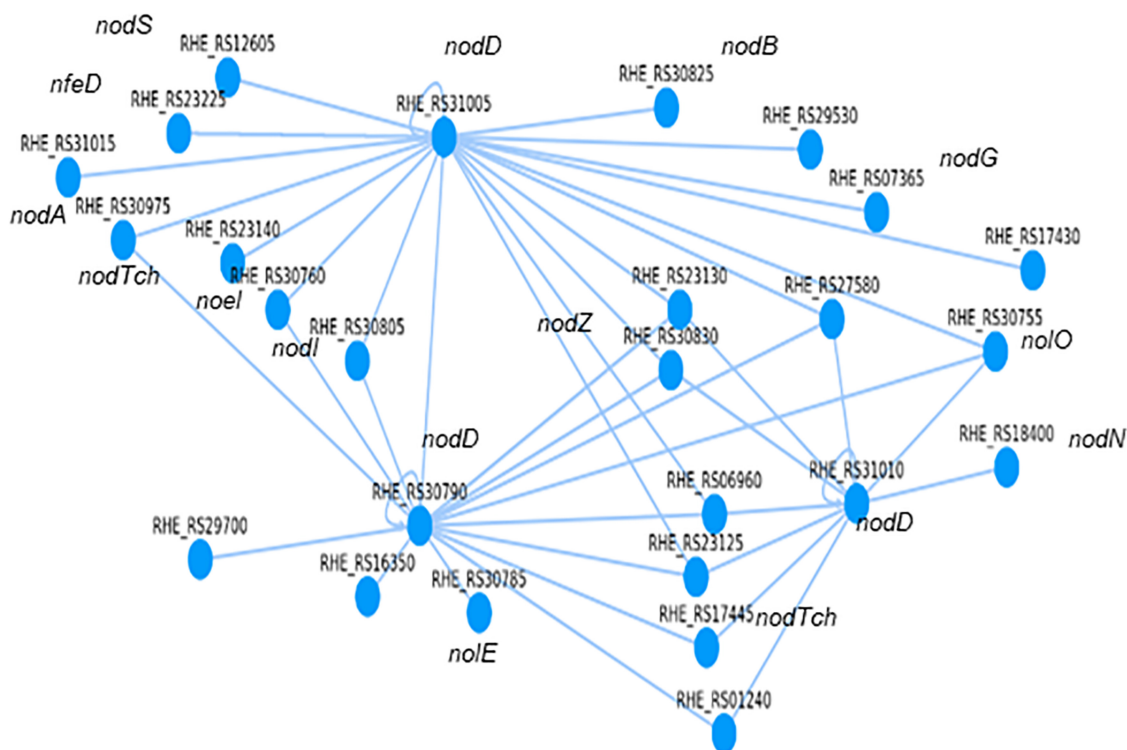 nodS
nodD
nodB
RHE_RS12605
RHE_RS30825
nfeD
RHE_RS23225
RHE_RS31005
RHE_RS29530
RHE_RS31015
nodG
RHE_RS07365
nodA
RHE_RS30975
RHE_RS23140
RHE_RS17430
nodTch
noeI
RHE_RS30760
RHE_RS23130
RHE_RS27580
nodI
RHE_RS30805
nodZ
RHE_RS30830
RHE_RS30755
nolO
nodD
RHE_RS18400
nodN
RHE_RS30790
RHE_RS06960
RHE_RS31010
nodD
RHE_RS29700
RHE_RS16350
RHE_RS30785
RHE_RS23125
nolE
RHE_RS17445
nodTch
RHE_RS01240